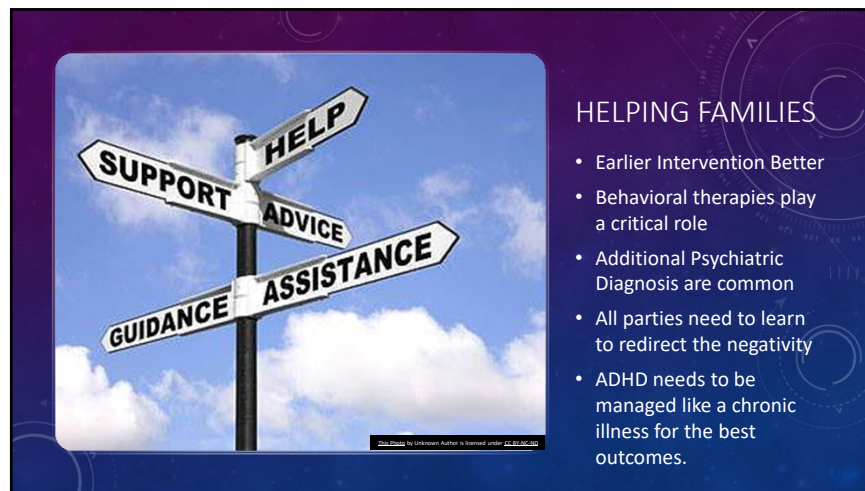 HELP
SUPPORT
ADVICE
ASSISTANCE
GUIDANCE
This Photo by Unknown Author is licensed under CC BY-NC-ND
HELPING FAMILIES
• Earlier Intervention Better
• Behavioral therapies play
a critical role
• Additional Psychiatric
Diagnosis are common
• All parties need to learn
to redirect the negativity
• ADHD needs to be
managed like a chronic
illness for the best
outcomes.